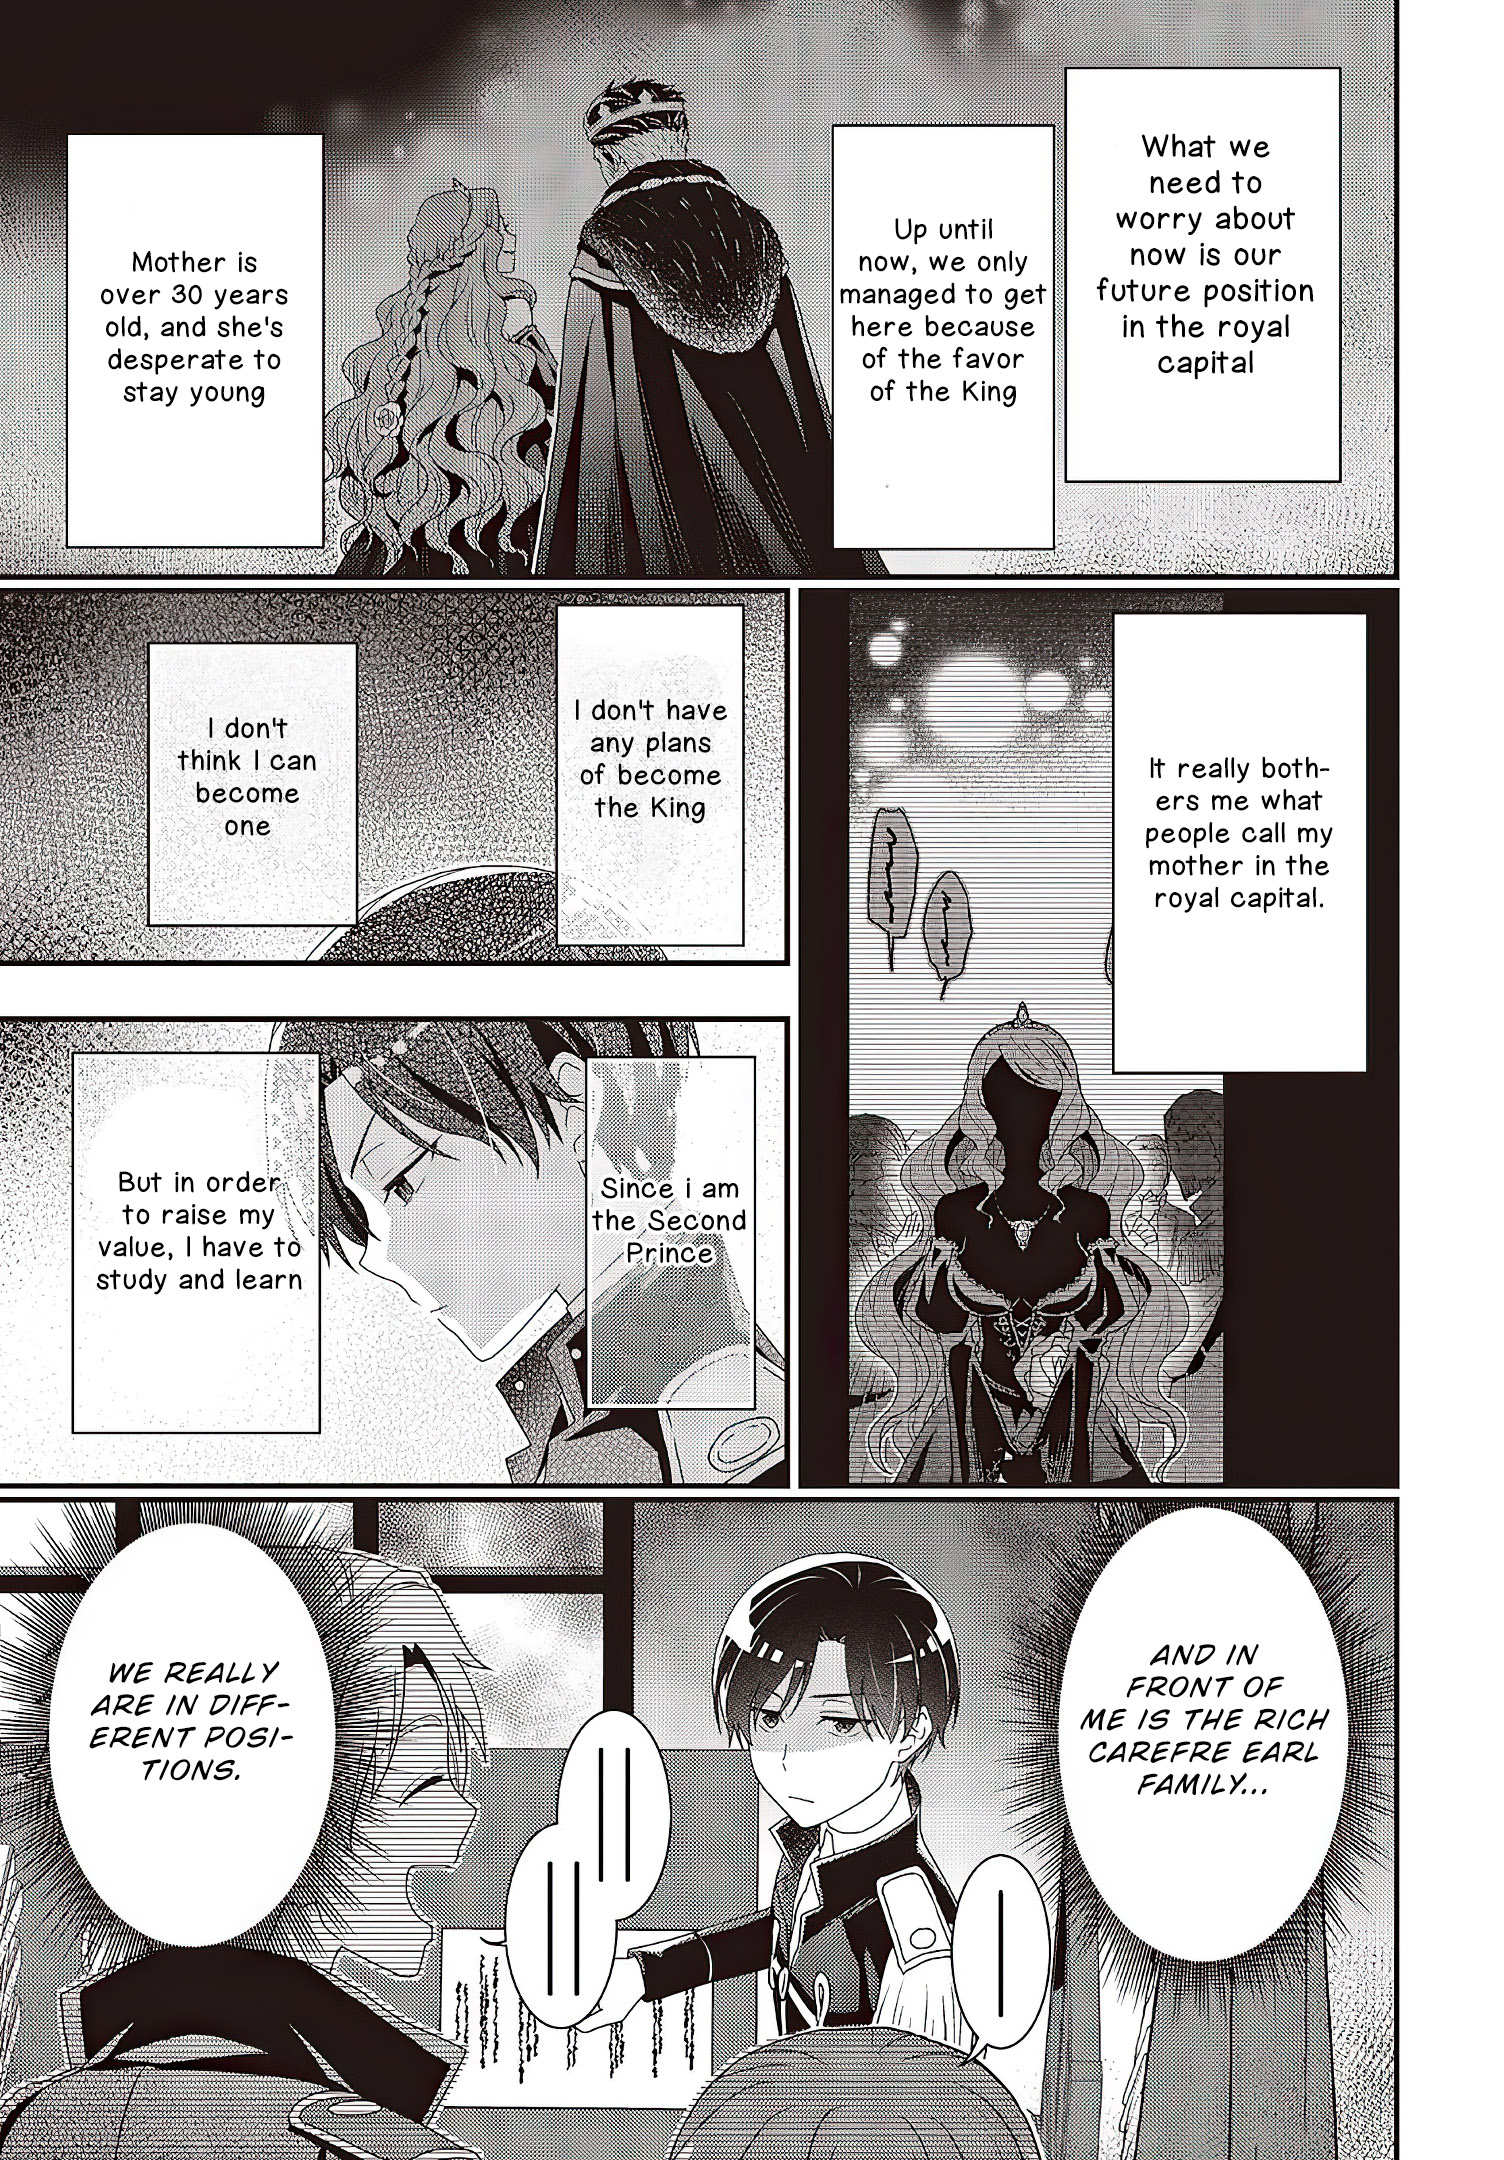 What we
need to
worry about
now is our
future position
in the royal
capital
Up until
now, we only
managed to get
here because
of the favor
of the King
Mother is
over 30 years
old, and she's
desperate to
stay young
It really both-
ers me what
people call my
mother in the
royal capital.
I don't have
any plans
of become
the King
I don't
think I can
become
one
Since i am
the Second
Prince
But in order
to raise my
value, I have to
study and learn
AND IN
FRONT OF
ME IS THE RICH
CAREFRE EARL
FAMILY...
WE REALLY
ARE IN DIFF-
ERENT POSI-
TIONS.